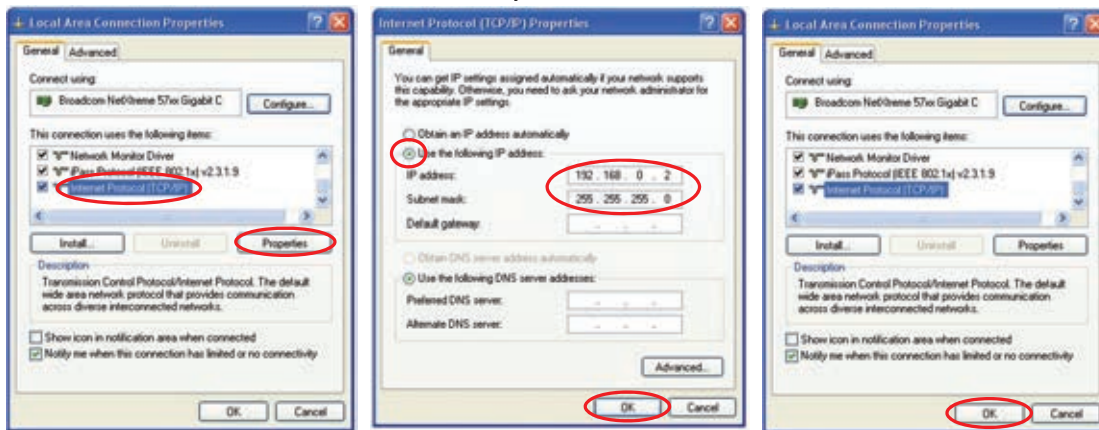 Local Area Connection Properties
General Advanced
Connect using:
Broadcom NetXtreme 57xx Gigabit C
Configure...
This connection uses the following items:
Network Monitor Driver
iPass Protocol (IEEE 802.1x) v2.3.1.9
Internet Protocol (TCP/IP)
Install...
Uninstall
Properties
Description
Transmission Control Protocol/Internet Protocol. The default
wide area network protocol that provides communication
across diverse interconnected networks.
Show icon in notification area when connected
Notify me when this connection has limited or no connectivity
OK
Cancel
Internet Protocol (TCP/IP) Properties
General
You can get IP settings assigned automatically if your network supports
this capability. Otherwise, you need to ask your network administrator for
the appropriate IP settings.
Obtain an IP address automatically
Use the following IP address:
IP address: 192 . 168 . 0 . 2
Subnet mask: 255 . 255 . 255 . 0
Default gateway: . . .
Obtain DNS server address automatically
Use the following DNS server addresses:
Preferred DNS server: . . .
Alternate DNS server: . . .
Advanced...
OK
Cancel
Local Area Connection Properties
General Advanced
Connect using:
Broadcom NetXtreme 57xx Gigabit C
Configure...
This connection uses the following items:
Network Monitor Driver
iPass Protocol (IEEE 802.1x) v2.3.1.9
Internet Protocol (TCP/IP)
Install...
Uninstall
Properties
Description
Transmission Control Protocol/Internet Protocol. The default
wide area network protocol that provides communication
across diverse interconnected networks.
Show icon in notification area when connected
Notify me when this connection has limited or no connectivity
OK
Cancel